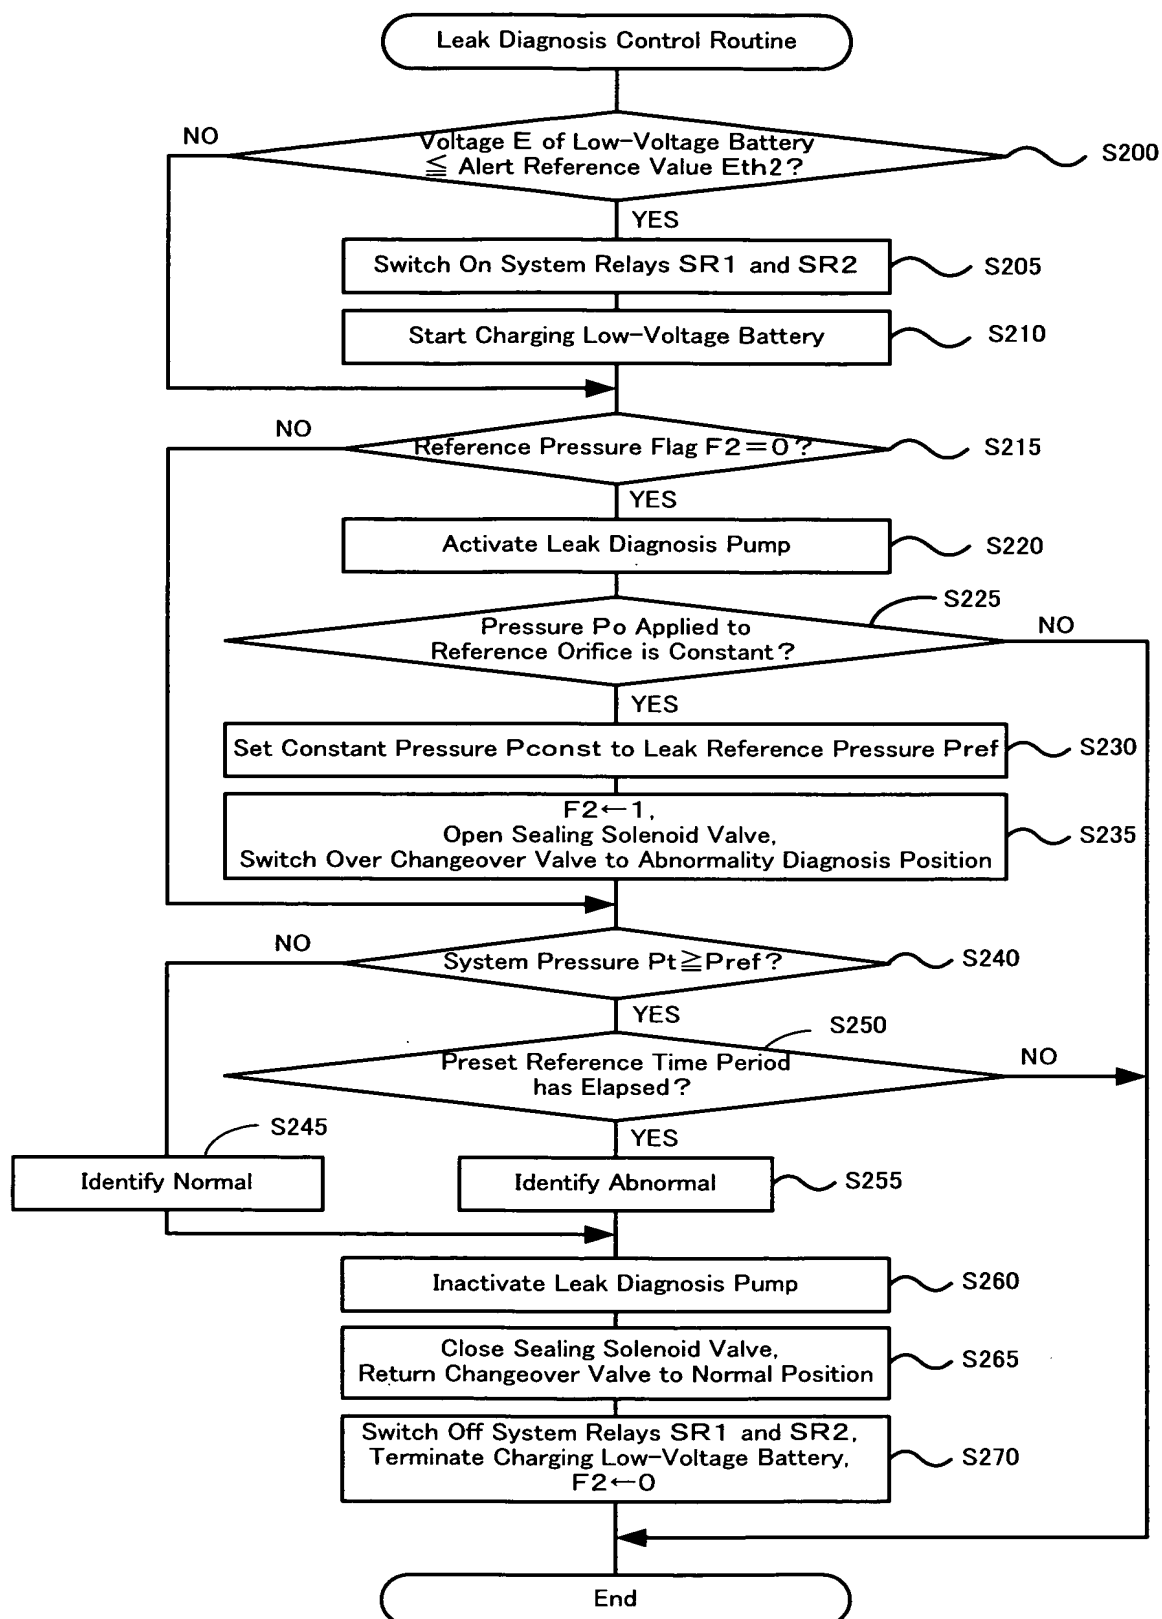 Leak Diagnosis Control Routine
NO
Voltage E of Low-Voltage Battery
≦ Alert Reference Value Eth2?
S200
YES
Switch On System Relays SR1 and SR2
S205
Start Charging Low-Voltage Battery
S210
NO
Reference Pressure Flag F2=0?
S215
YES
Activate Leak Diagnosis Pump
S220
S225
Pressure Po Applied to
Reference Orifice is Constant?
NO
YES
Set Constant Pressure Pconst to Leak Reference Pressure Pref
S230
F2←1,
Open Sealing Solenoid Valve,
Switch Over Changeover Valve to Abnormality Diagnosis Position
S235
NO
System Pressure Pt≧Pref?
S240
YES
S250
Preset Reference Time Period
has Elapsed?
NO
S245
YES
Identify Normal
Identify Abnormal
S255
Inactivate Leak Diagnosis Pump
S260
Close Sealing Solenoid Valve,
Return Changeover Valve to Normal Position
S265
Switch Off System Relays SR1 and SR2,
Terminate Charging Low-Voltage Battery,
F2←0
S270
End